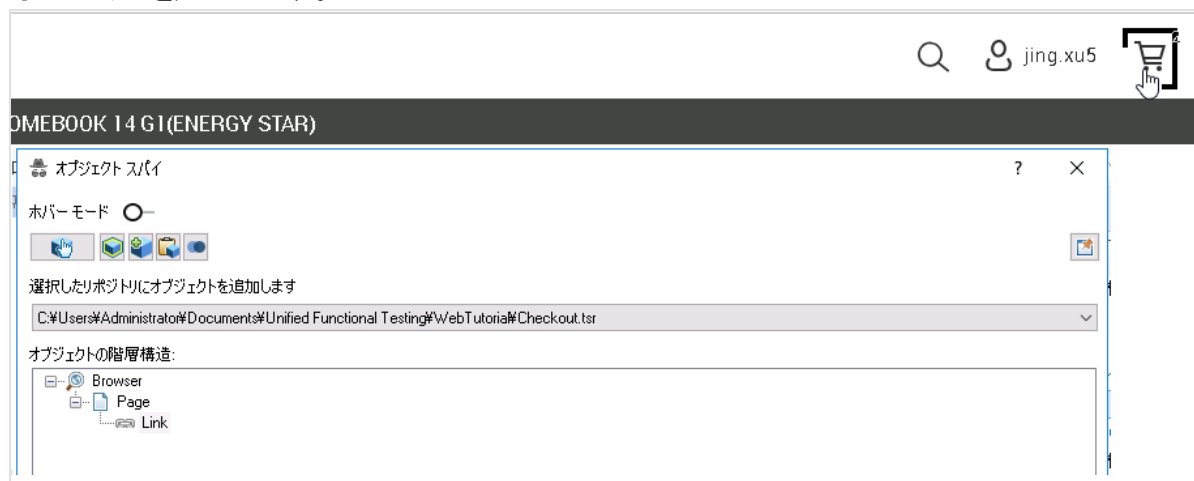 jing.xu5
OMEBOOK 14 G1(ENERGY STAR)
オブジェクト スパイ
?
ホバー モード
選択したリポジトリにオブジェクトを追加します
C:¥Users¥Administrator¥Documents¥Unified Functional Testing¥WebTutorial¥Checkout.tsr
オブジェクトの階層構造:
Browser
Page
Link